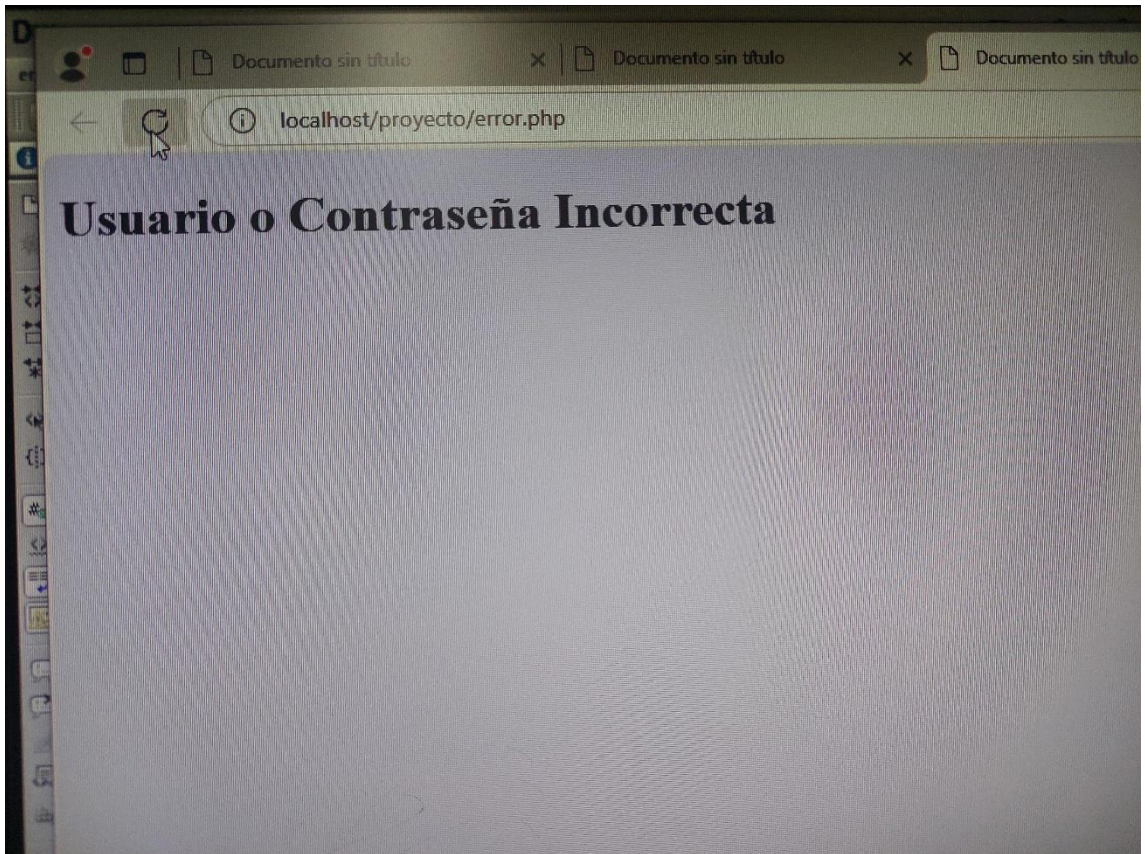 Documento sin título
Documento sin título
Documento sin título
localhost/proyecto/error.php
Usuario o Contraseña Incorrecta